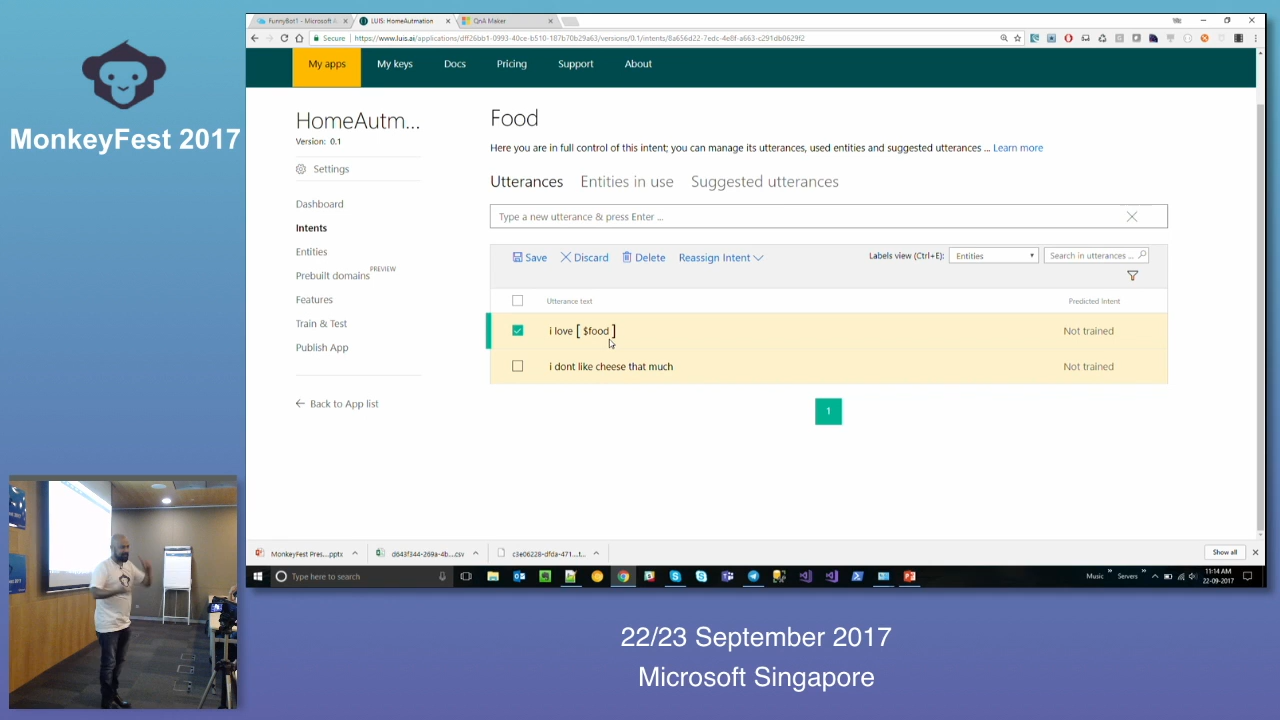 MonkeyFest 2017
FunnyBot1 - Microsoft A
LUIS: HomeAutmation
QnA Maker
Secure
https://www.luis.ai/applications/dff26bb1-0993-40ce-b510-187b70b29a63/versions/0.1/intents/8a656d22-7edc-4e8f-a663-c291db0629f2
My apps
My keys
Docs
Pricing
Support
About
HomeAutm...
Version: 0.1
Settings
Dashboard
Intents
Entities
Prebuilt domains PREVIEW
Features
Train & Test
Publish App
Back to App list
Food
Here you are in full control of this intent; you can manage its utterances, used entities and suggested utterances ... Learn more
Utterances
Entities in use
Suggested utterances
Type a new utterance & press Enter ...
Save
Discard
Delete
Reassign Intent
Labels view (Ctrl+E):
Entities
Search in utterances ...
Utterance text
Predicted Intent
i love [ $food ]
Not trained
i dont like cheese that much
Not trained
1
MonkeyFest Pres....pptx
d643f344-269a-4b....csv
c3e06228-dfda-471...t...
Show all
Type here to search
Music
Servers
11:14 AM
22-09-2017
22/23 September 2017
Microsoft Singapore